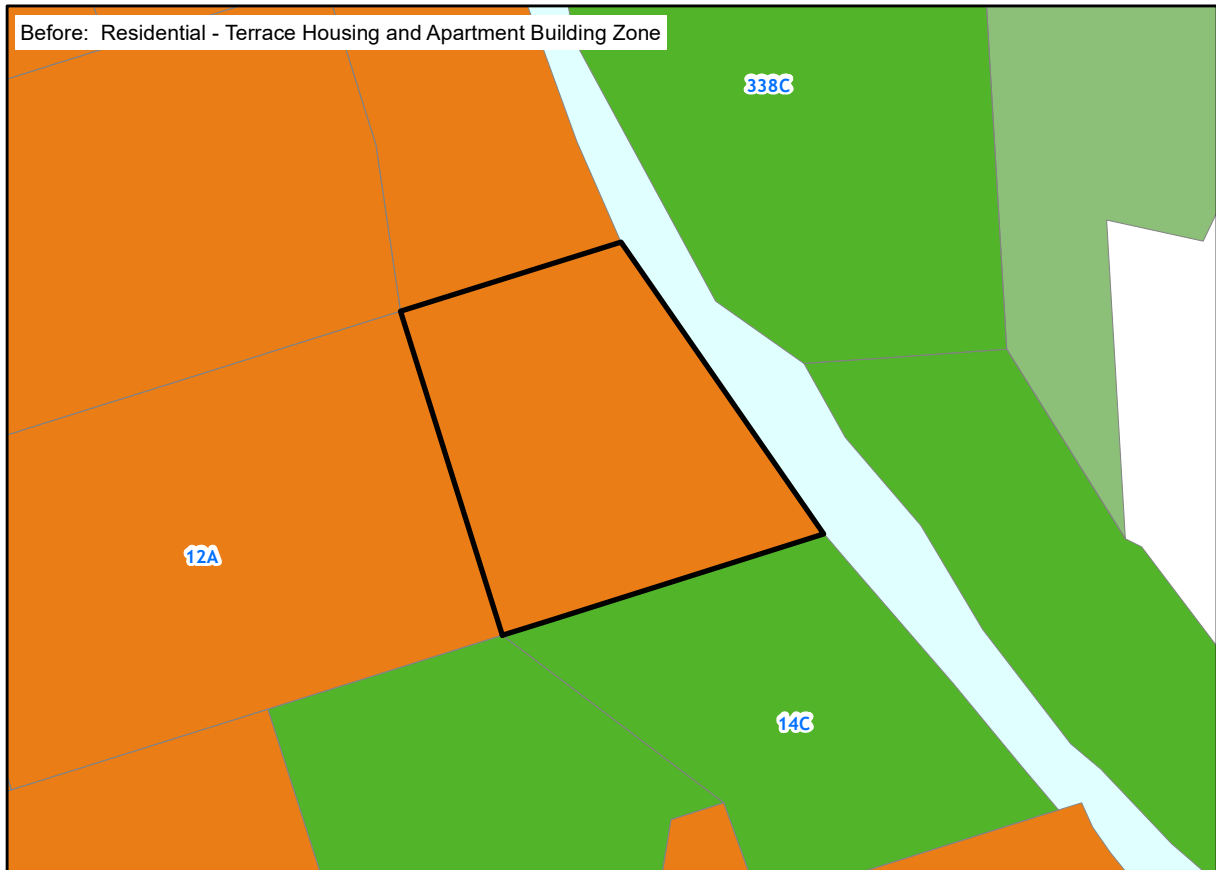 Before:  Residential - Terrace Housing and Apartment Building Zone
338C
12A
14C